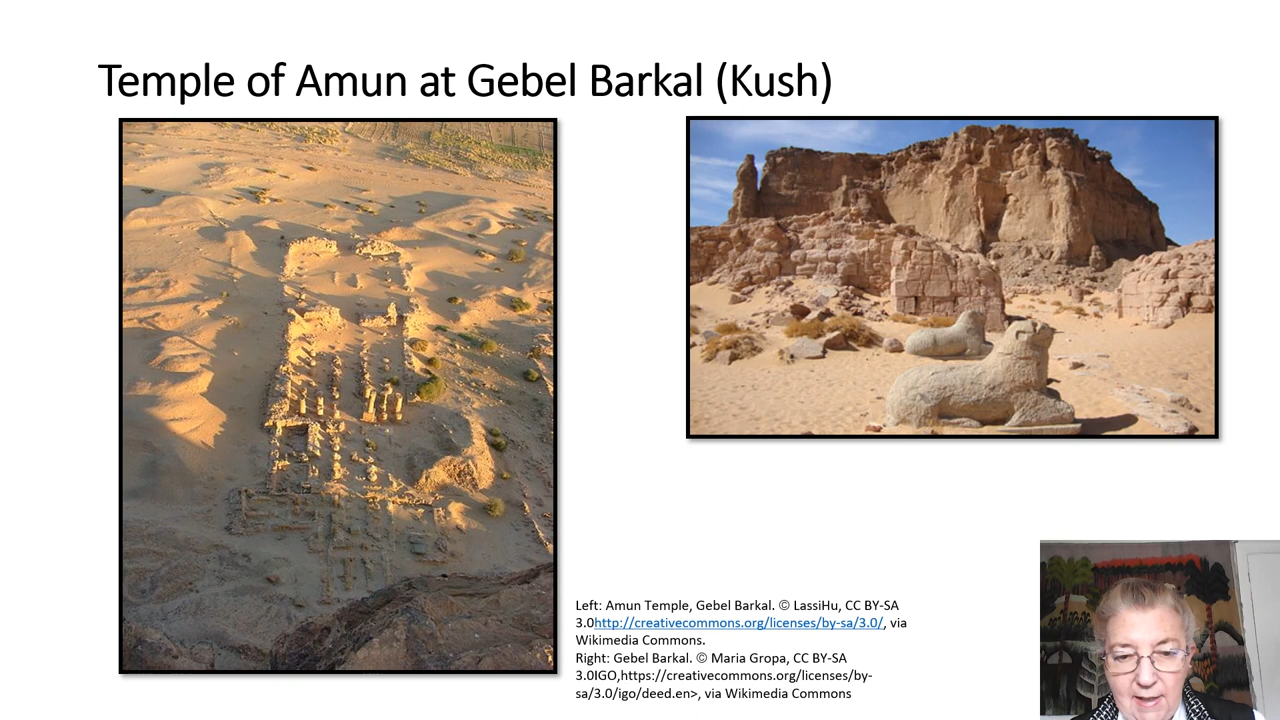 Temple of Amun at Gebel Barkal (Kush)
Left: Amun Temple, Gebel Barkal. © LassiHu, CC BY-SA
3.0http://creativecommons.org/licenses/by-sa/3.0/, via
Wikimedia Commons.
Right: Gebel Barkal. © Maria Gropa, CC BY-SA
3.0IGO,https://creativecommons.org/licenses/by-
sa/3.0/igo/deed.en>, via Wikimedia Commons